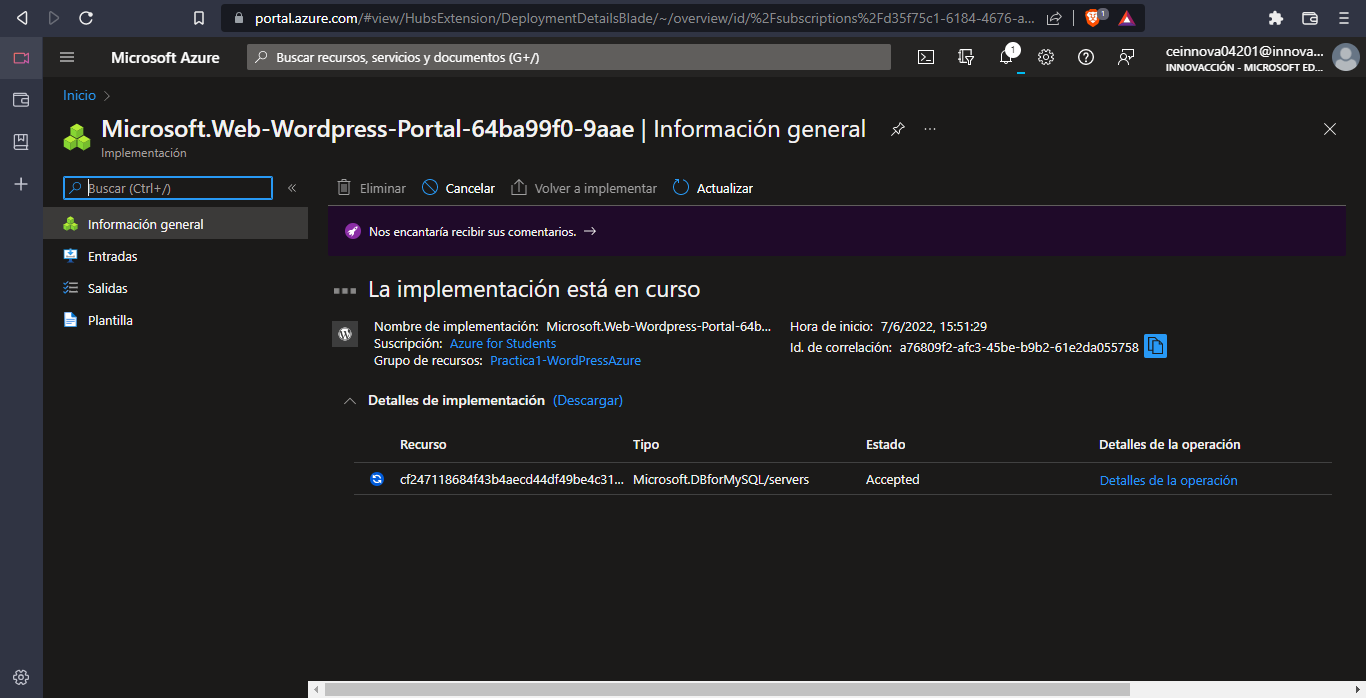 portal.azure.com/#view/HubsExtension/DeploymentDetailsBlade/~/overview/id/%2Fsubscriptions%2Fd35f75c1-6184-4676-a...
1
Microsoft Azure
Buscar recursos, servicios y documentos (G+/)
1
ceinnova04201@innova...
INNOVACCIÓN - MICROSOFT ED...
Inicio
Microsoft.Web-Wordpress-Portal-64ba99f0-9aae | Información general
...
Implementación
Buscar (Ctrl+/)
«
Eliminar
Cancelar
Volver a implementar
Actualizar
Información general
Entradas
Salidas
Plantilla
Nos encantaría recibir sus comentarios. →
La implementación está en curso
Nombre de implementación: Microsoft.Web-Wordpress-Portal-64b...
Suscripción: Azure for Students
Grupo de recursos: Practica1-WordPressAzure
Hora de inicio: 7/6/2022, 15:51:29
Id. de correlación: a76809f2-afc3-45be-b9b2-61e2da055758
Detalles de implementación (Descargar)
Recurso Tipo Estado Detalles de la operación
cf247118684f43b4aecd44df49be4c31... Microsoft.DBforMySQL/servers Accepted Detalles de la operación